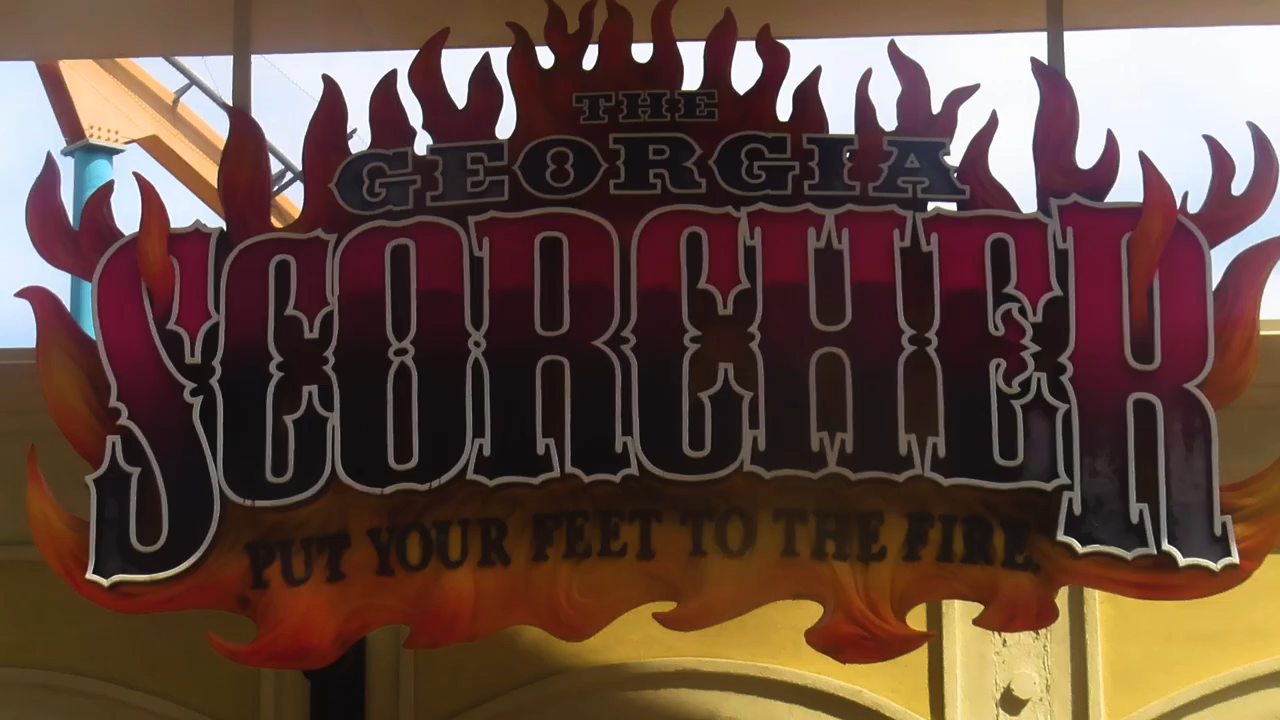 THE
GEORGIA
SCORCHER
PUT YOUR FEET TO THE FIRE.